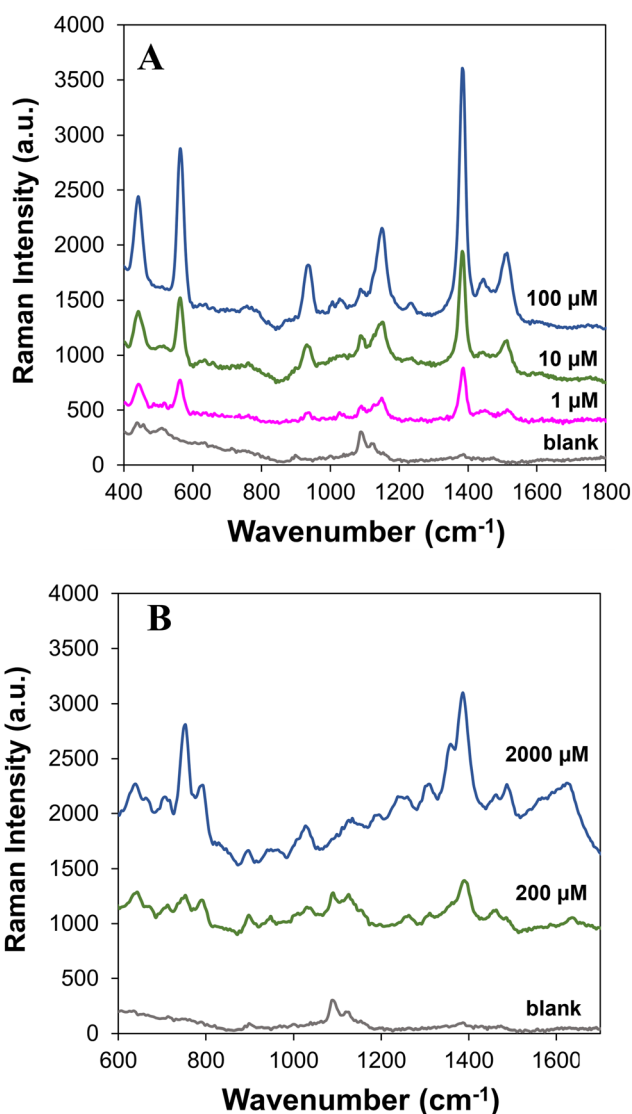 A
4000
3500
3000
2500
2000
1500
1000
500
0
Raman Intensity (a.u.)
100 µM
10 µM
1 µM
blank
400 600 800 1000 1200 1400 1600 1800
Wavenumber (cm-1)
B
4000
3500
3000
2500
2000
1500
1000
500
0
Raman Intensity (a.u.)
2000 µM
200 µM
blank
600 800 1000 1200 1400 1600
Wavenumber (cm-1)